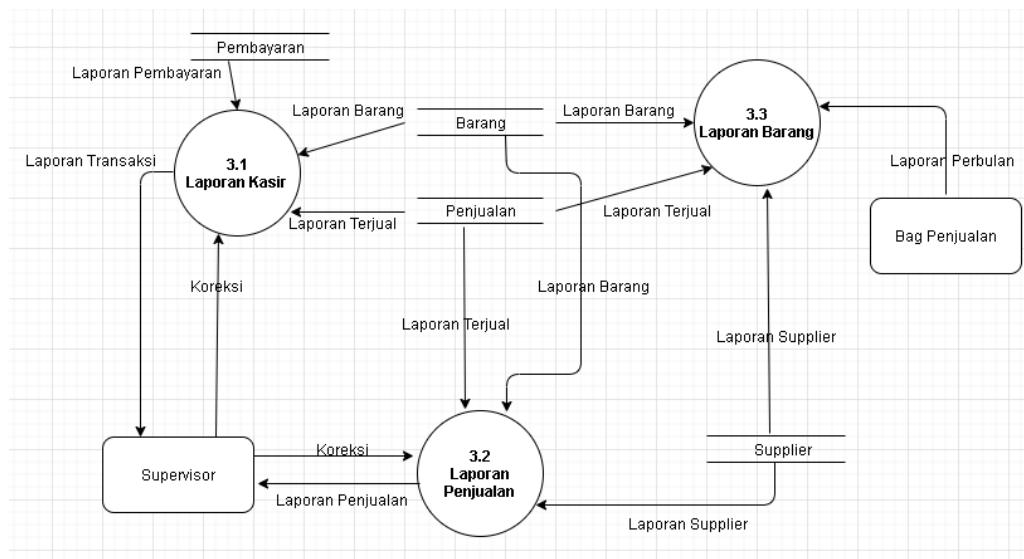 Pembayaran
Laporan Pembayaran
Laporan Barang
Barang
Laporan Barang
3.3
Laporan Barang
Laporan Transaksi
3.1
Laporan Kasir
Laporan Perbulan
Laporan Terjual
Penjualan
Laporan Terjual
Bag Penjualan
Koreksi
Laporan Barang
Laporan Terjual
Laporan Supplier
Supervisor
Koreksi
Laporan Penjualan
3.2
Laporan
Penjualan
Supplier
Laporan Supplier